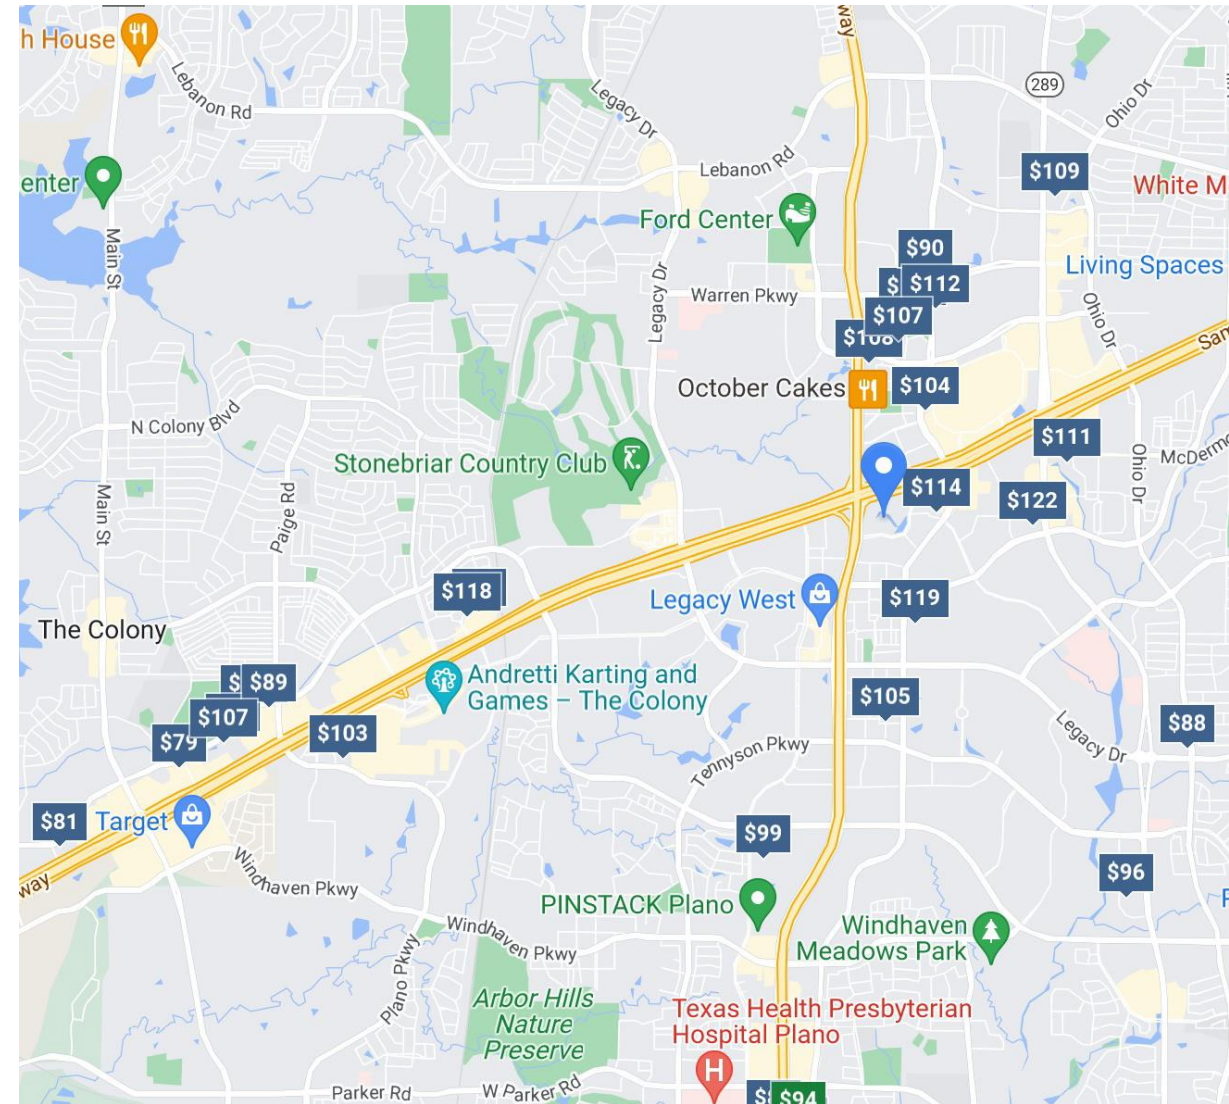 way
h House
Lebanon Rd
Legacy Dr
289
Ohio Dr
Lebanon Rd
$109
enter
White M
Ford Center
Main St
$90
Living Spaces
Legacy Dr
Warren Pkwy
$
$112
$107
Ohio Dr
$108
San
October Cakes
$104
N Colony Blvd
$111
Stonebriar Country Club
McDermo
Ohio Dr
Main St
Paige Rd
$114
$122
$118
Legacy West
$119
The Colony
Andretti Karting and
Games – The Colony
$
$89
$107
$105
$79
$103
$88
Legacy Dr
Tennyson Pkwy
$81
Target
$99
way
Windhaven Pkwy
$96
PINSTACK Plano
Windhaven
Meadows Park
Windhaven Pkwy
Plano Pkwy
Arbor Hills
Nature
Preserve
Texas Health Presbyterian
Hospital Plano
H
Parker Rd
W Parker Rd
$94